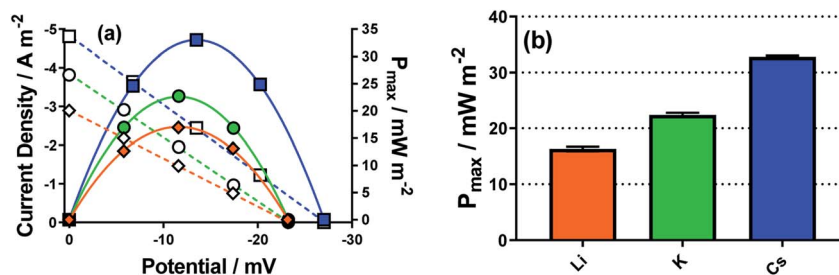 (a)
Current Density / A m⁻²
-5
-4
-3
-2
-1
0
0
-10
-20
-30
Potential / mV
35
30
25
20
15
10
5
0
P_max / mW m⁻²
(b)
P_max / mW m⁻²
40
30
20
10
0
Li
K
Cs